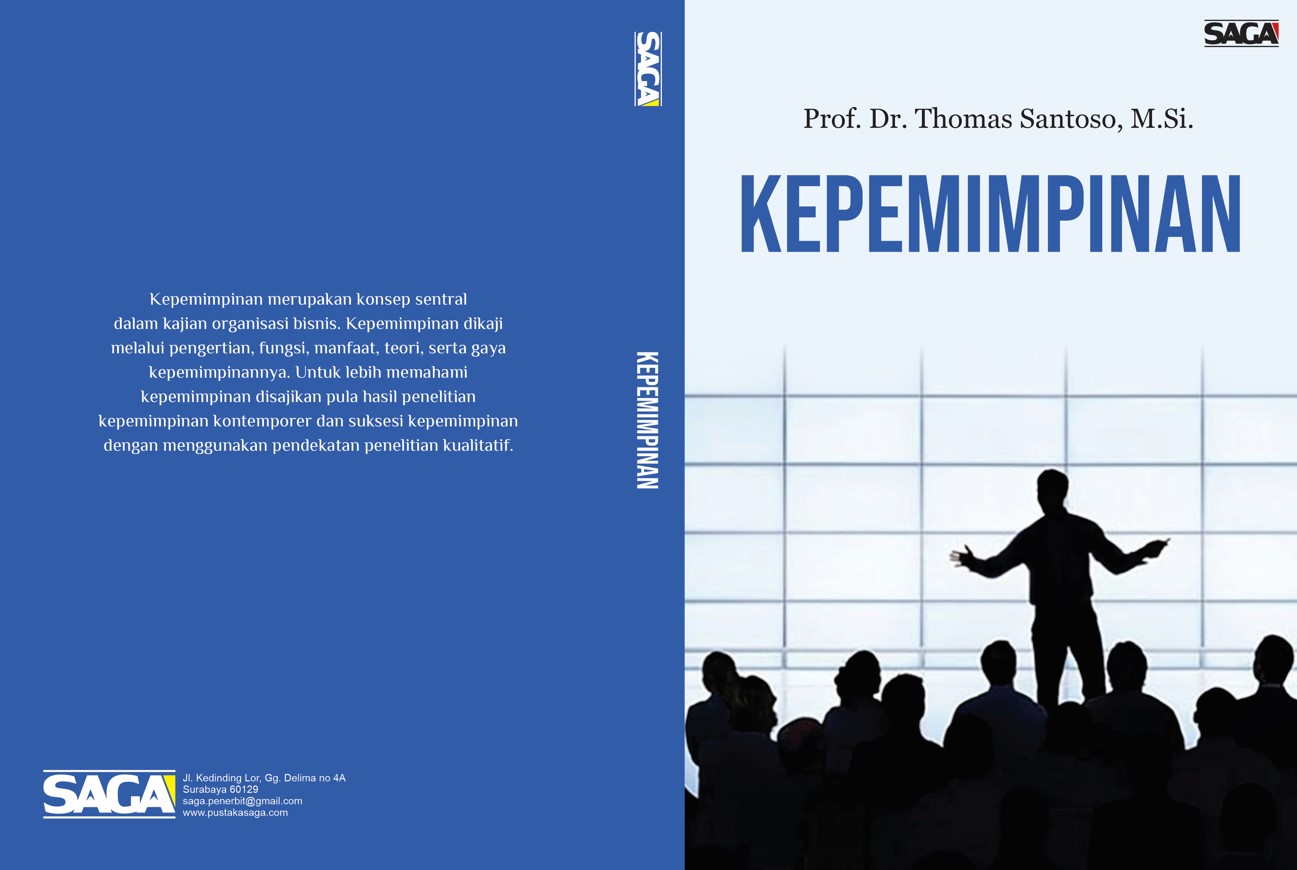 Kepemimpinan merupakan konsep sentral
dalam kajian organisasi bisnis. Kepemimpinan dikaji
melalui pengertian, fungsi, manfaat, teori, serta gaya
kepemimpinannya. Untuk lebih memahami
kepemimpinan disajikan pula hasil penelitian
kepemimpinan kontemporer dan suksesi kepemimpinan
dengan menggunakan pendekatan penelitian kualitatif.
SAGA
Jl. Kedinding Lor, Gg. Delima no 4A
Surabaya 60129
saga.penerbit@gmail.com
www.pustakasaga.com
SAGA
KEPEMIMPINAN
SAGA
Prof. Dr. Thomas Santoso, M.Si.
KEPEMIMPINAN